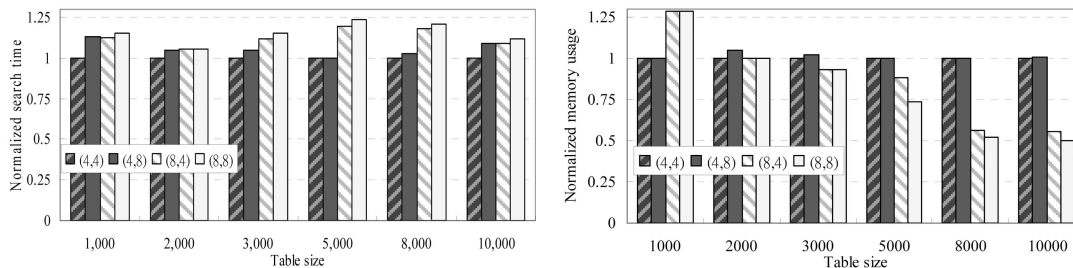 Normalized search time
1.25
1
0.75
0.5
0.25
0
(4,4) (4,8) (8,4) (8,8)
1,000 2,000 3,000 5,000 8,000 10,000
Table size
Normalized memory usage
1.25
1
0.75
0.5
0.25
0
(4,4) (4,8) (8,4) (8,8)
1000 2000 3000 5000 8000 10000
Table size